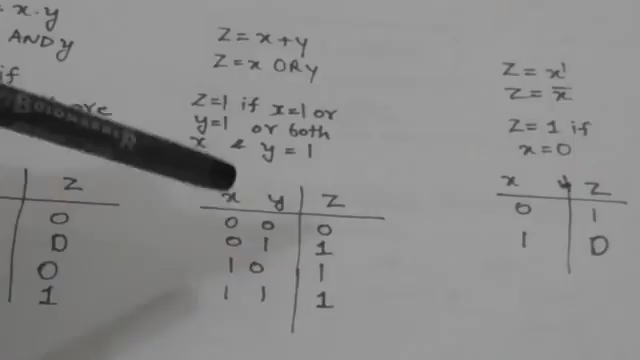 = x.y
AND y
if
Z
0
0
0
1
Z = x + y
Z = x OR y
Z=1 if x=1 or
y=1 or both
x & y = 1
x y Z
0 0 0
0 1 1
1 0 1
1 1 1
Z = x'
Z = x̅
Z = 1 if
x=0
x Z
0 1
1 0